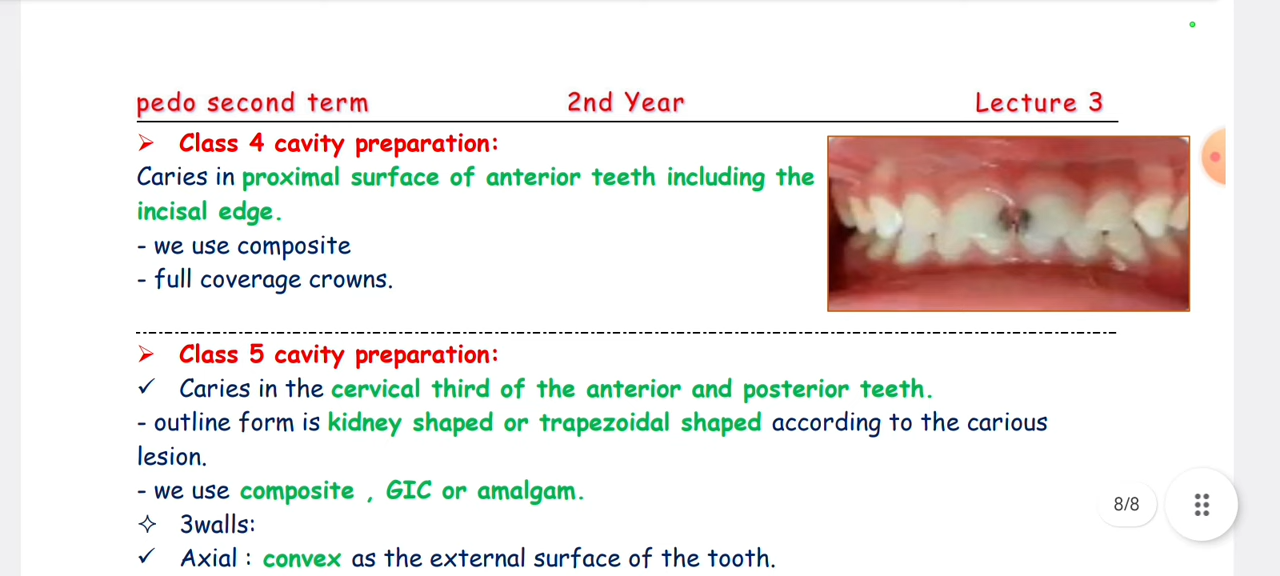 pedo second term 2nd Year Lecture 3
➢ Class 4 cavity preparation:
Caries in proximal surface of anterior teeth including the
incisal edge.
- we use composite
- full coverage crowns.
➢ Class 5 cavity preparation:
✓ Caries in the cervical third of the anterior and posterior teeth.
- outline form is kidney shaped or trapezoidal shaped according to the carious
lesion.
- we use composite , GIC or amalgam.
✧ 3walls:
✓ Axial : convex as the external surface of the tooth.
8/8